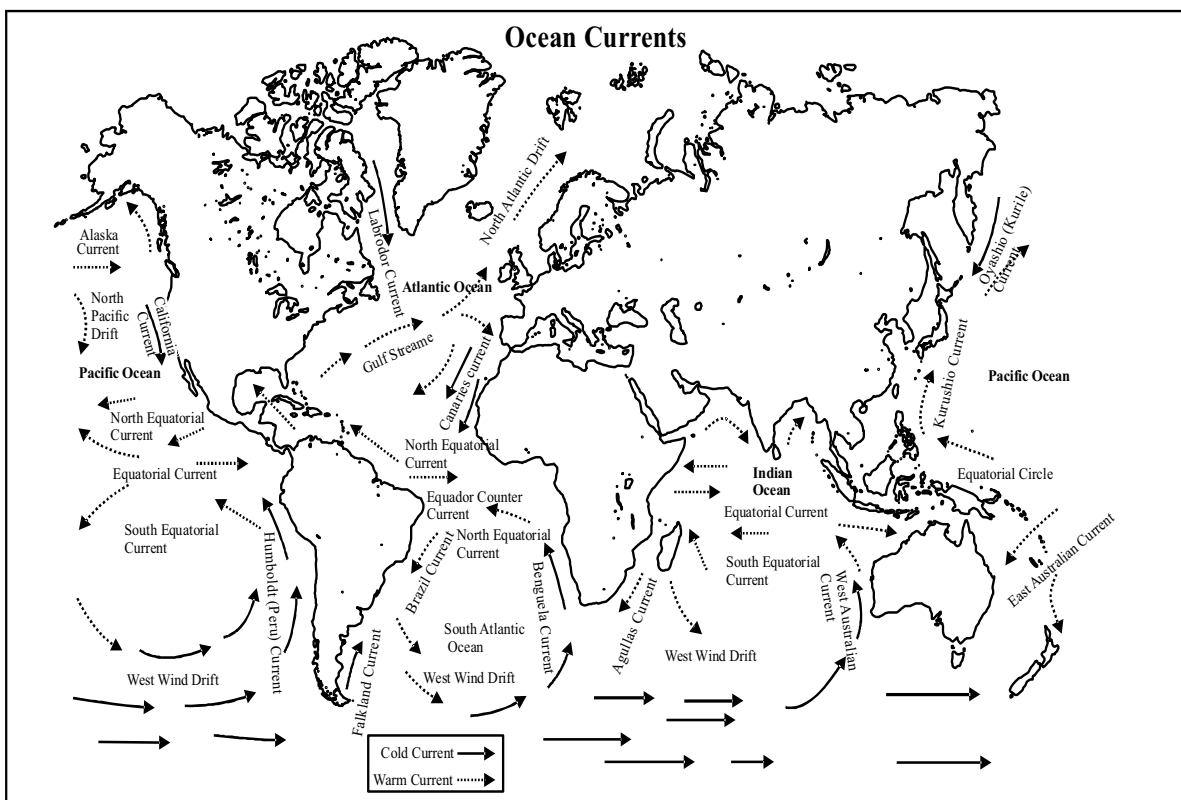 Ocean Currents
Alaska
Current
North
Pacific
Drift
California
Current
Pacific Ocean
North Equatorial
Current
Equatorial Current
South Equatorial
Current
Humboldt (Peru) Current
West Wind Drift
Labrodor Current
Atlantic Ocean
North Atlantic Drift
Gulf Streame
Canaries current
North Equatorial
Current
Equador Counter
Current
North Equatorial
Current
Brazil Current
South Atlantic
Ocean
West Wind Drift
Falkland Current
Benguela Current
Agullas Current
West Wind Drift
Indian
Ocean
Equatorial Current
South Equatorial
Current
West Australian
Current
Oyashio (Kurile)
Current
Kurushio Current
Pacific Ocean
Equatorial Circle
East Australian Current
Cold Current
Warm Current